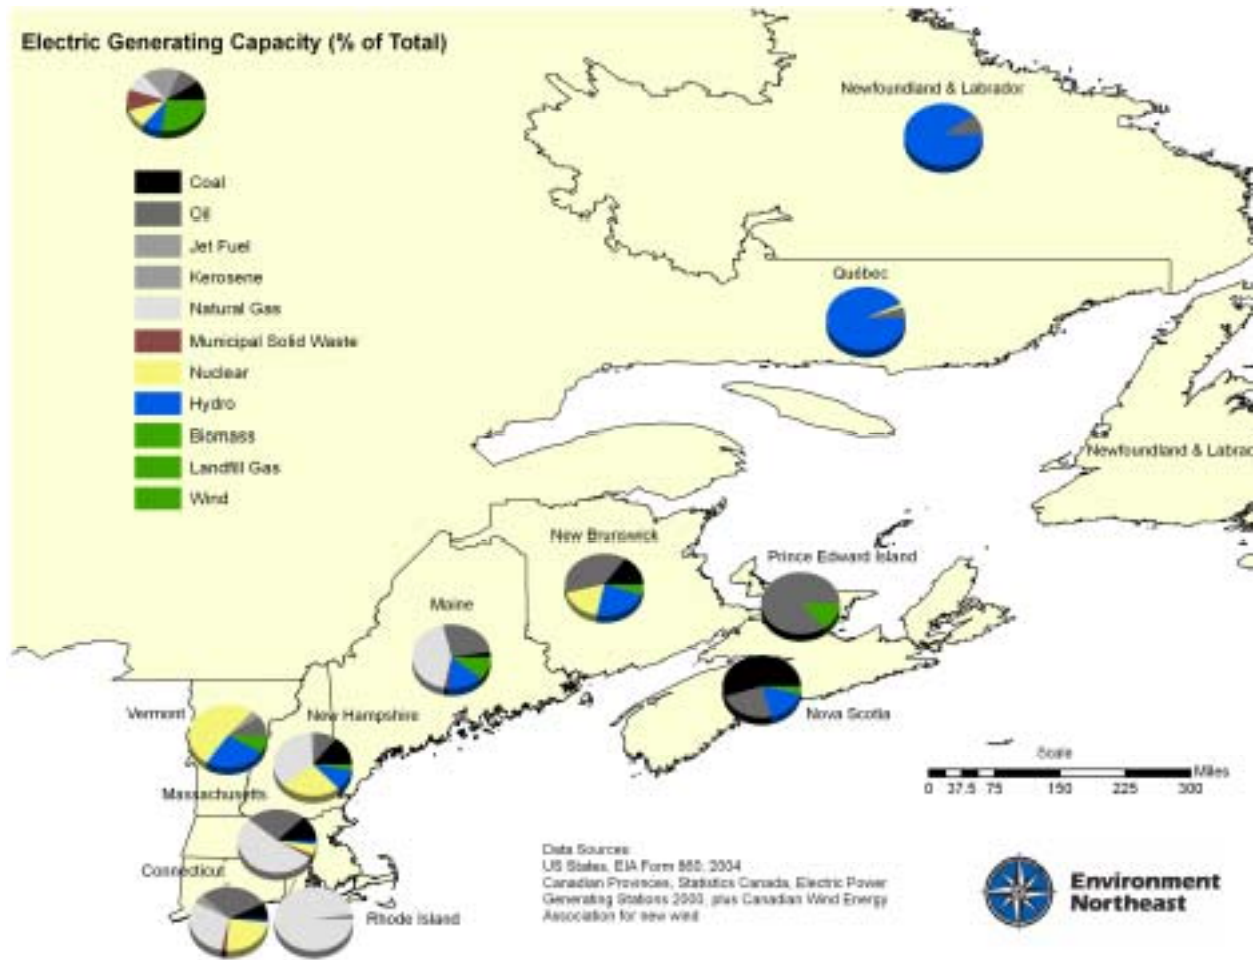 Electric Generating Capacity (% of Total)
Coal
Oil
Jet Fuel
Kerosene
Natural Gas
Municipal Solid Waste
Nuclear
Hydro
Biomass
Landfill Gas
Wind
Newfoundland & Labrador
Québec
Newfoundland & Labrad
New Brunswick
Prince Edward Island
Maine
Vermont
New Hampshire
Nova Scotia
Massachusetts
Connecticut
Rhode Island
Scale
Miles
0 37.5 75 150 225 300
Data Sources:
US States, EIA Form 860, 2004
Canadian Provinces, Statistics Canada, Electric Power
Generating Stations 2000, plus Canadian Wind Energy
Association for new wind
Environment
Northeast